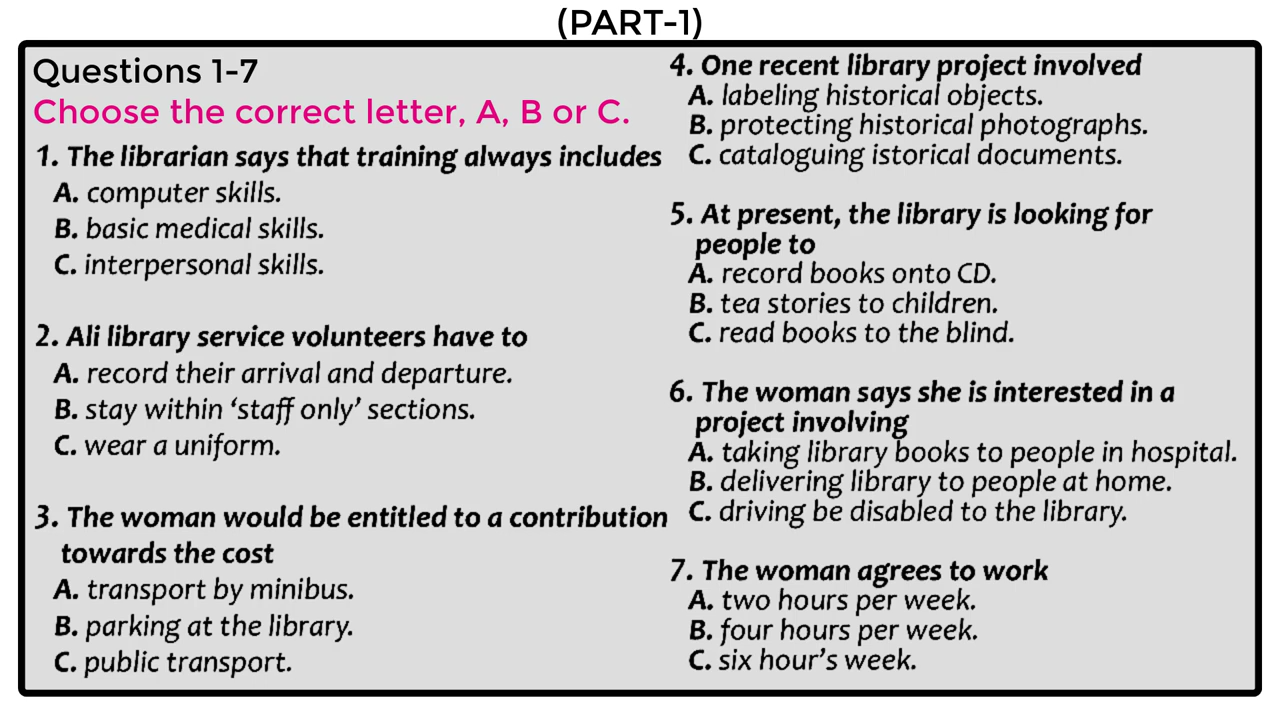 (PART-1)
Questions 1-7
Choose the correct letter, A, B or C.
1. The librarian says that training always includes
A. computer skills.
B. basic medical skills.
C. interpersonal skills.
2. Ali library service volunteers have to
A. record their arrival and departure.
B. stay within ‘staff only’ sections.
C. wear a uniform.
3. The woman would be entitled to a contribution
towards the cost
A. transport by minibus.
B. parking at the library.
C. public transport.
4. One recent library project involved
A. labeling historical objects.
B. protecting historical photographs.
C. cataloguing istorical documents.
5. At present, the library is looking for
people to
A. record books onto CD.
B. tea stories to children.
C. read books to the blind.
6. The woman says she is interested in a
project involving
A. taking library books to people in hospital.
B. delivering library to people at home.
C. driving be disabled to the library.
7. The woman agrees to work
A. two hours per week.
B. four hours per week.
C. six hour’s week.